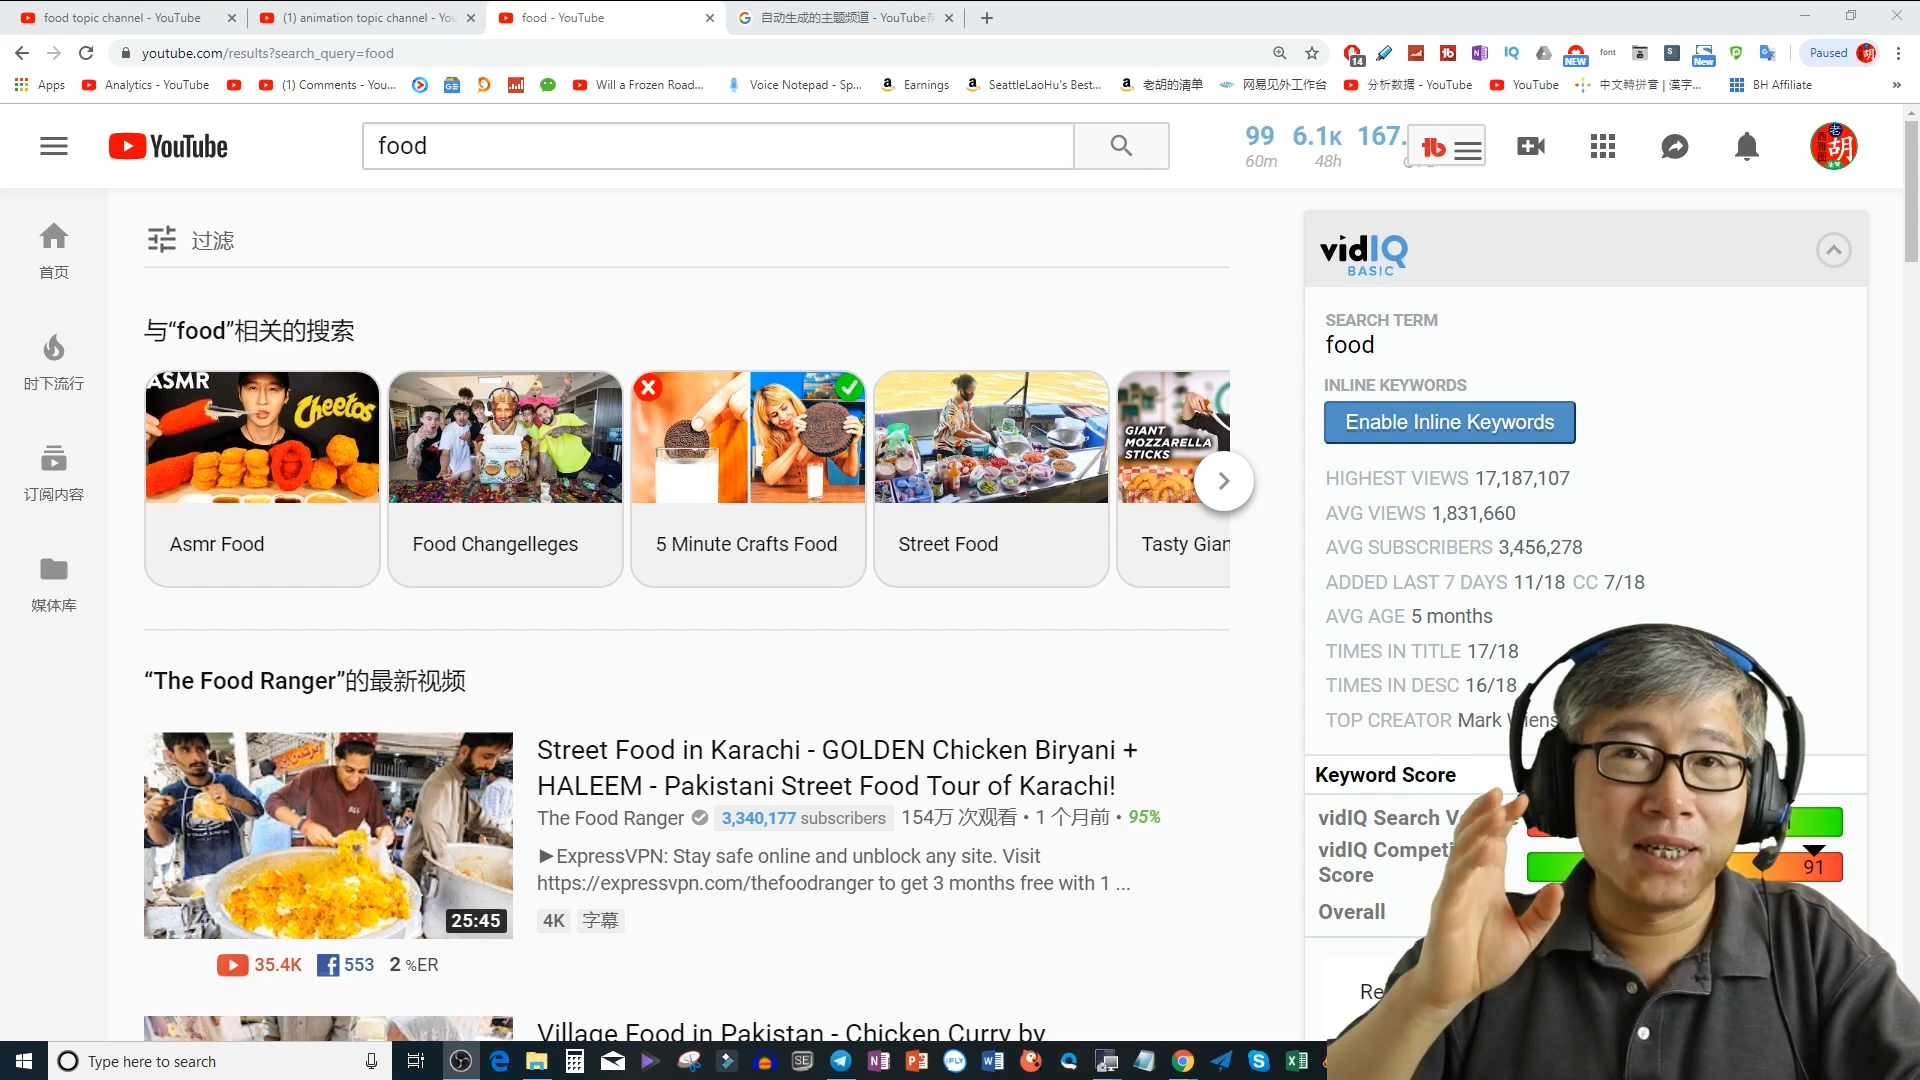 food topic channel - YouTube
(1) animation topic channel - You
food - YouTube
自动生成的主题频道 - YouTube
youtube.com/results?search_query=food
14
NEW
font
New
Paused
Apps
Analytics - YouTube
(1) Comments - You...
Will a Frozen Road...
Voice Notepad - Sp...
Earnings
SeattleLaoHu's Best...
老胡的清单
网易见外工作台
分析数据 - YouTube
YouTube
中文轉拼音 | 漢字...
BH Affiliate
»
YouTube
food
99 6.1K 167.
60m 48h
tb
胡
过滤
首页
时下流行
订阅内容
媒体库
与“food”相关的搜索
ASMR
Cheetos
GIANT
MOZZARELLA
STICKS
Asmr Food
Food Changelleges
5 Minute Crafts Food
Street Food
Tasty Gian
“The Food Ranger”的最新视频
Street Food in Karachi - GOLDEN Chicken Biryani +
HALEEM - Pakistani Street Food Tour of Karachi!
The Food Ranger 3,340,177 subscribers 154万 次观看 • 1 个月前 • 95%
►ExpressVPN: Stay safe online and unblock any site. Visit
https://expressvpn.com/thefoodranger to get 3 months free with 1 ...
4K 字幕
25:45
35.4K 553 2 %ER
Village Food in Pakistan - Chicken Curry by
vidIQ
BASIC
SEARCH TERM
food
INLINE KEYWORDS
Enable Inline Keywords
HIGHEST VIEWS 17,187,107
AVG VIEWS 1,831,660
AVG SUBSCRIBERS 3,456,278
ADDED LAST 7 DAYS 11/18 CC 7/18
AVG AGE 5 months
TIMES IN TITLE 17/18
TIMES IN DESC 16/18
TOP CREATOR Mark Wiens
Keyword Score
vidIQ Search V
vidIQ Competi
Score
91
Overall
Re
Type here to search